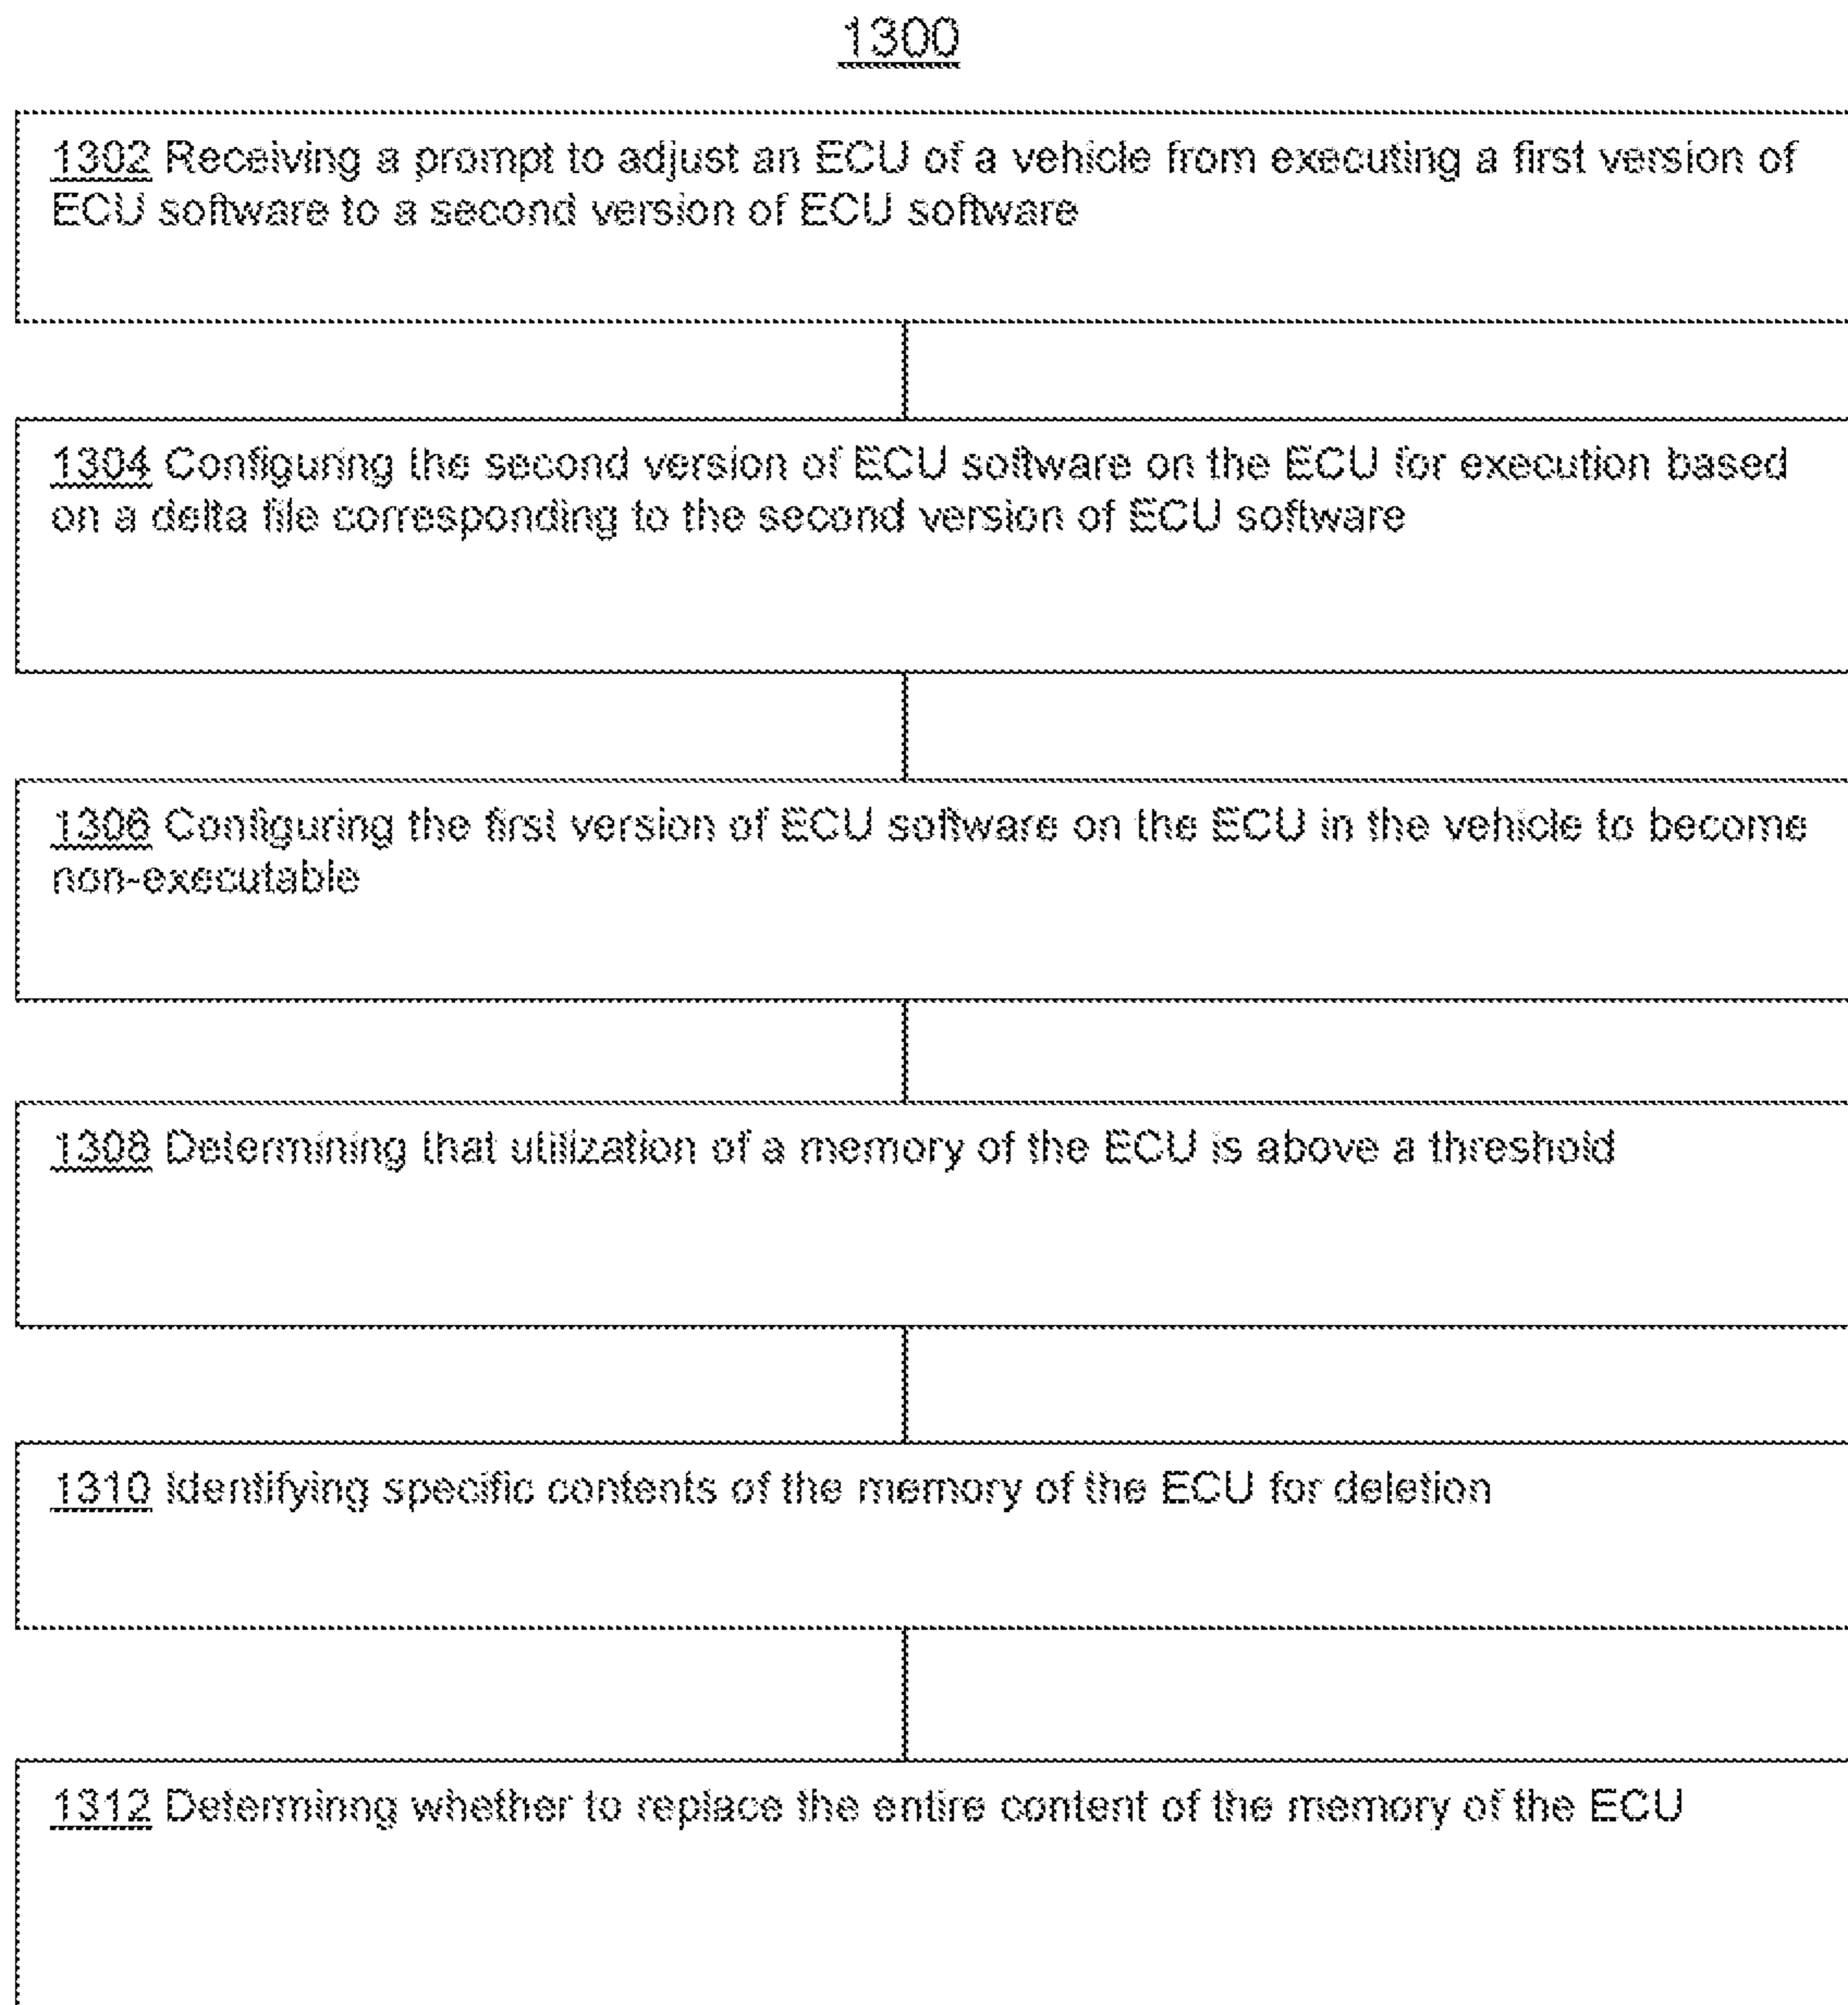 1300
1302 Receiving a prompt to adjust an ECU of a vehicle from executing a first version of
ECU software to a second version of ECU software
1304 Configuring the second version of ECU software on the ECU for execution based
on a delta file corresponding to the second version of ECU software
1306 Configuring the first version of ECU software on the ECU in the vehicle to become
non-executable
1308 Determining that utilization of a memory of the ECU is above a threshold
1310 Identifying specific contents of the memory of the ECU for deletion
1312 Determinng whether to replace the entire content of the memory of the ECU